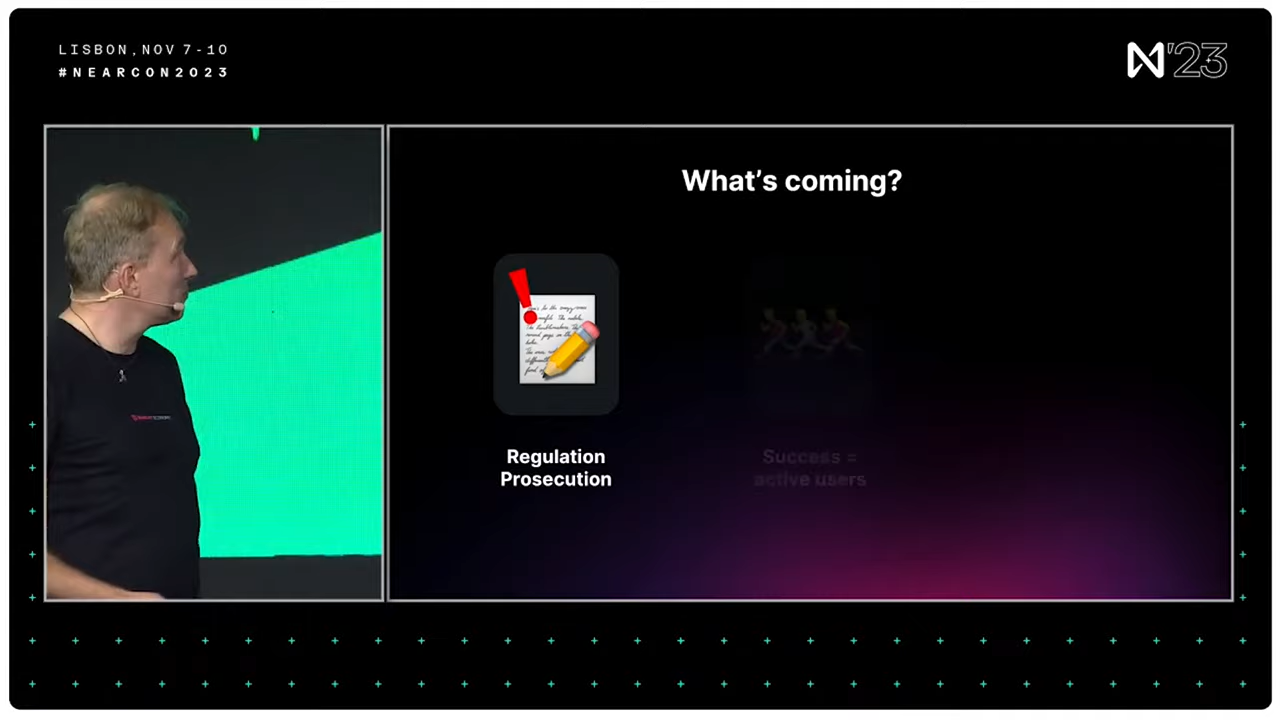 LISBON, NOV 7-10
#NEARCON2023
N'23
What's coming?
Regulation
Prosecution
Success =
active users